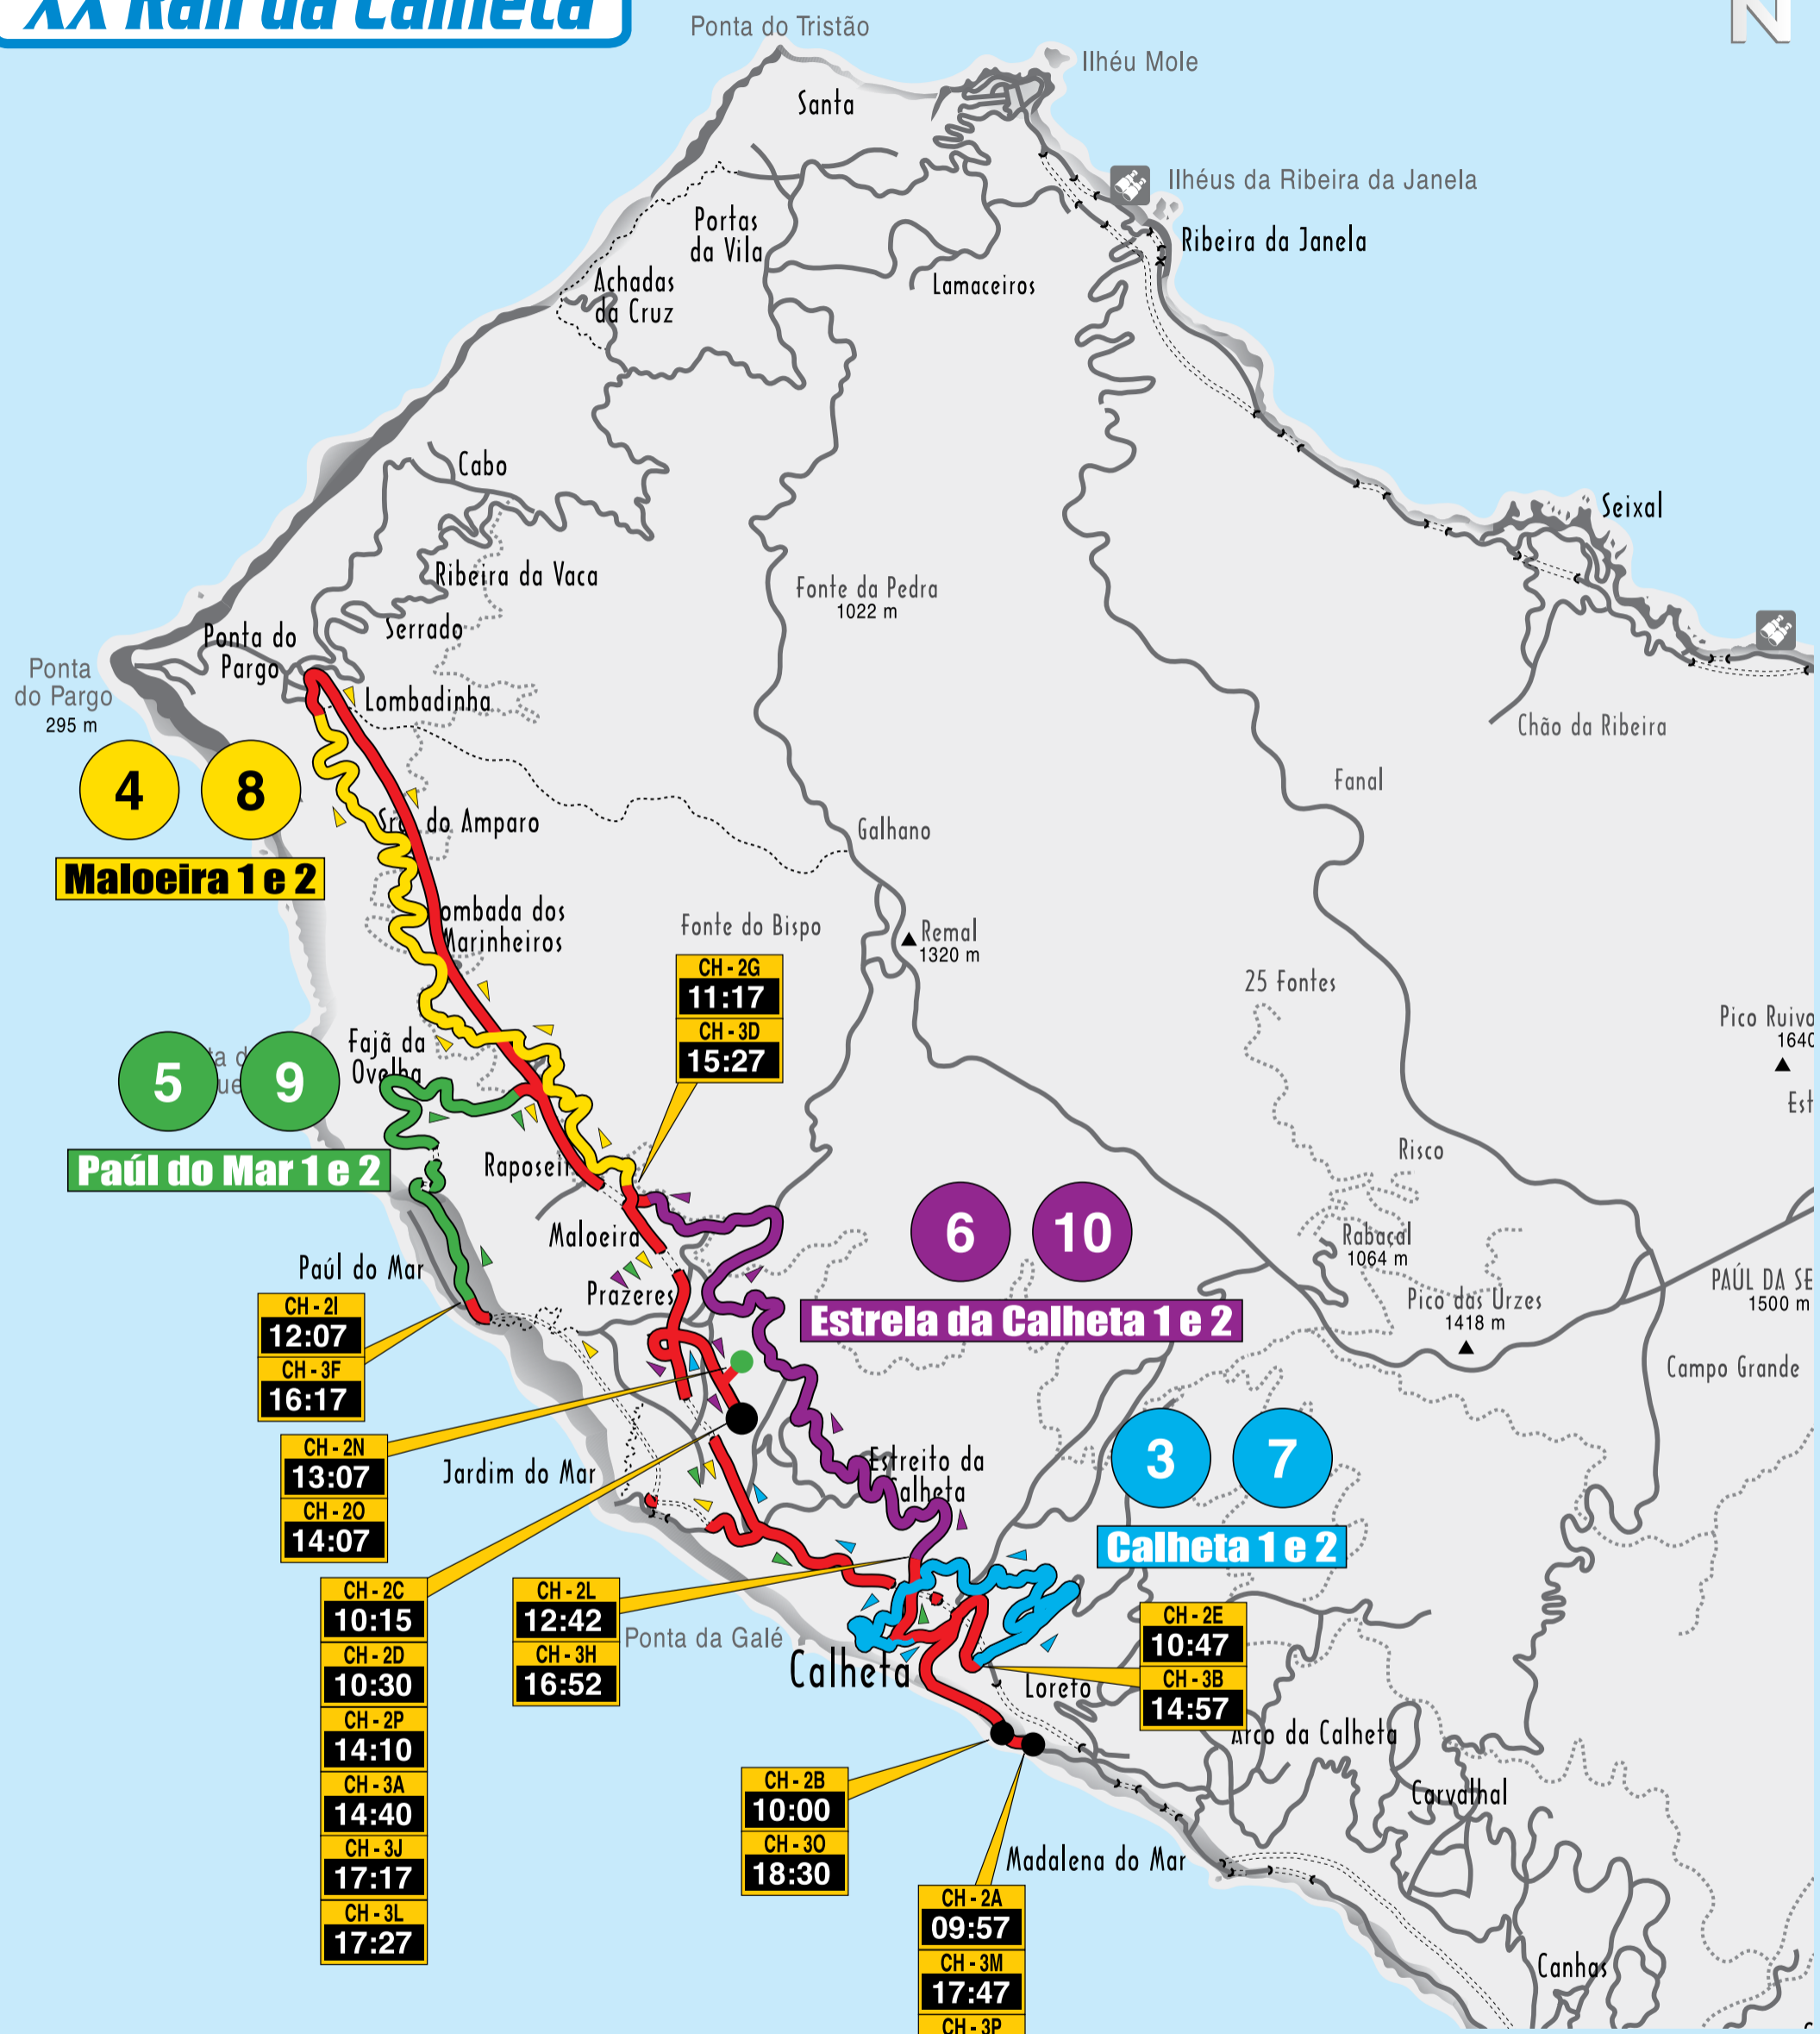 XX Rali da Calheta
N
Ponta do Tristão
Ilhéu Mole
Santa
Ilhéus da Ribeira da Janela
Ribeira da Janela
Portas
da Vila
Achadas
da Cruz
Lamaceiros
Cabo
Seixal
Ribeira da Vaca
Fonte da Pedra
1022 m
Serrado
Ponta do
Pargo
Ponta
do Pargo
295 m
Lombadinha
Chão da Ribeira
Fanal
4
8
Maloeira 1 e 2
Sra. do Amparo
Galhano
ombada dos
Marinheiros
Fonte do Bispo
Remal
1320 m
CH - 2G
11:17
CH - 3D
15:27
25 Fontes
Pico Ruivo
1640
Est
Fajã da
Ovelha
5
9
Paúl do Mar 1 e 2
Raposei
Risco
Maloeira
6
10
Estrela da Calheta 1 e 2
Rabaçal
1064 m
Paúl do Mar
Prazeres
PAÚL DA SE
1500 m
Pico das Urzes
1418 m
Campo Grande
CH - 2I
12:07
CH - 3F
16:17
CH - 2N
13:07
CH - 2O
14:07
Jardim do Mar
Estreito da
Calheta
3
7
Calheta 1 e 2
CH - 2C
10:15
CH - 2D
10:30
CH - 2P
14:10
CH - 3A
14:40
CH - 3J
17:17
CH - 3L
17:27
CH - 2L
12:42
CH - 3H
16:52
Ponta da Galé
Calheta
CH - 2E
10:47
CH - 3B
14:57
Loreto
Arco da Calheta
CH - 2B
10:00
CH - 3O
18:30
Carvalhal
Madalena do Mar
CH - 2A
09:57
CH - 3M
17:47
CH - 3P
Canhas